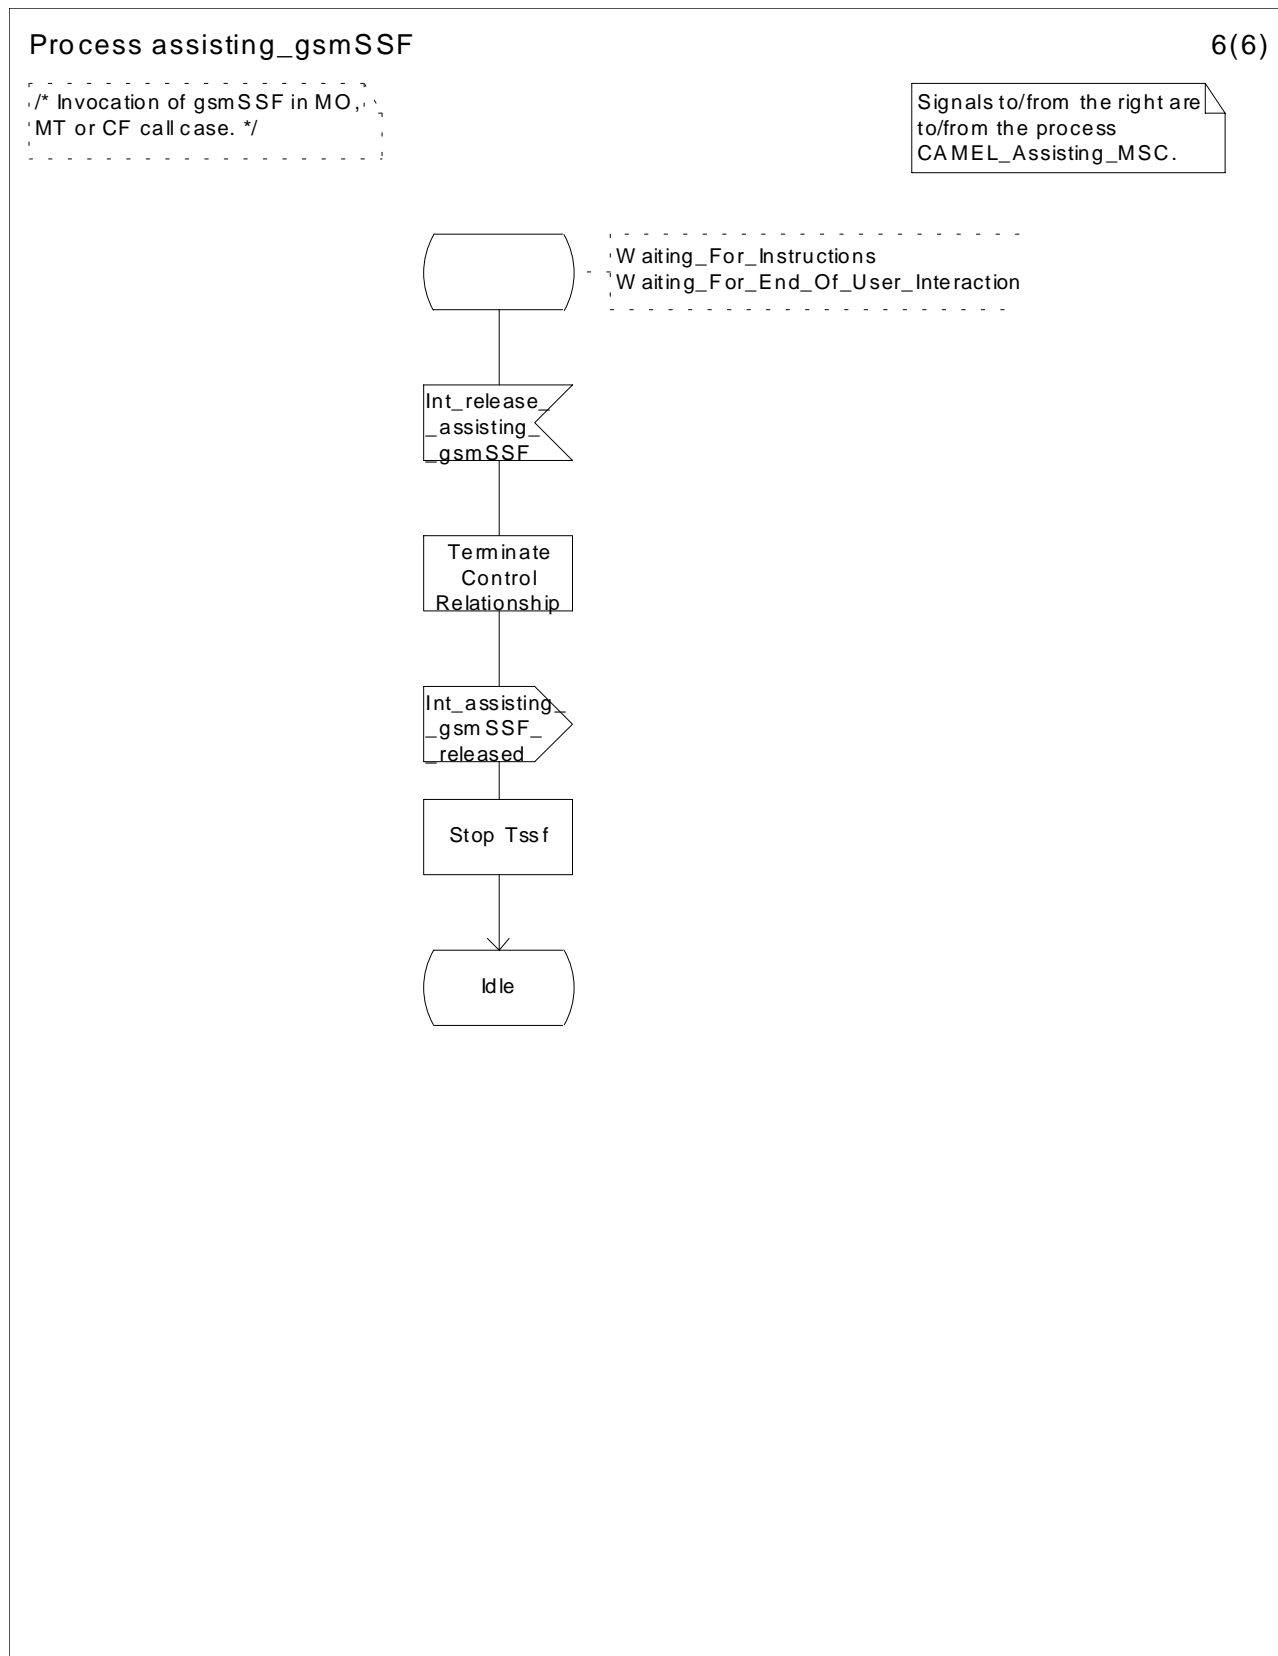 Process assisting_gsmSSF
6(6)
/* Invocation of gsmSSF in MO,
MT or CF call case. */
Signals to/from the right are
to/from the process
CAMEL_Assisting_MSC.
Waiting_For_Instructions
Waiting_For_End_Of_User_Interaction
Int_release_
_assisting_
_gsmSSF
Terminate
Control
Relationship
Int_assisting_
_gsmSSF_
_released
Stop Tssf
Idle